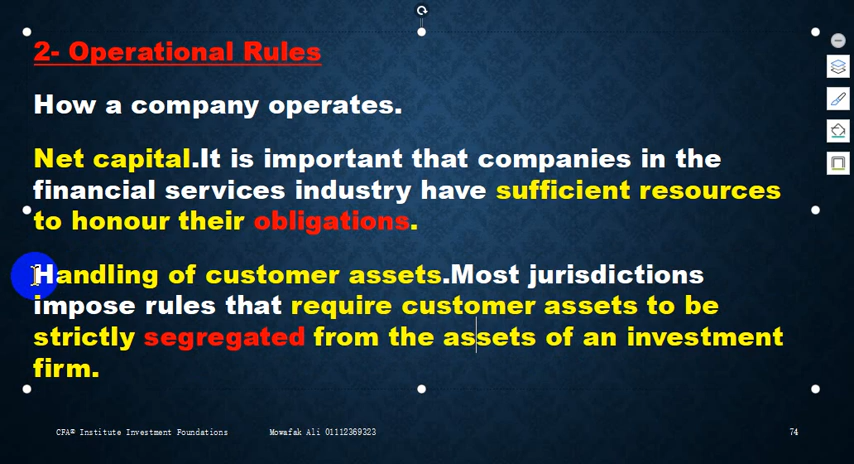 2- Operational Rules
How a company operates.
Net capital.It is important that companies in the
financial services industry have sufficient resources
to honour their obligations.
Handling of customer assets.Most jurisdictions
impose rules that require customer assets to be
strictly segregated from the assets of an investment
firm.
CFA® Institute Investment Foundations
Mowafak Ali 01112369323
74